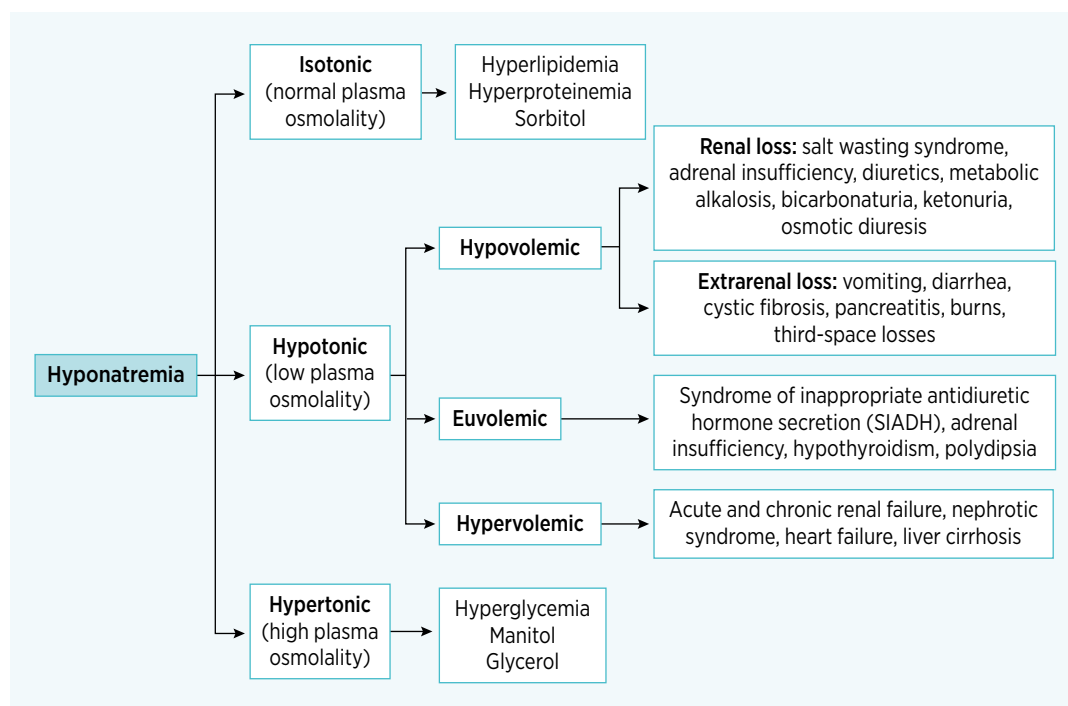 Hyponatremia
Isotonic
(normal plasma
osmolality)
Hyperlipidemia
Hyperproteinemia
Sorbitol
Hypotonic
(low plasma
osmolality)
Hypovolemic
Renal loss: salt wasting syndrome,
adrenal insufficiency, diuretics, metabolic
alkalosis, bicarbonaturia, ketonuria,
osmotic diuresis
Extrarenal loss: vomiting, diarrhea,
cystic fibrosis, pancreatitis, burns,
third-space losses
Euvolemic
Syndrome of inappropriate antidiuretic
hormone secretion (SIADH), adrenal
insufficiency, hypothyroidism, polydipsia
Hypervolemic
Acute and chronic renal failure, nephrotic
syndrome, heart failure, liver cirrhosis
Hypertonic
(high plasma
osmolality)
Hyperglycemia
Manitol
Glycerol